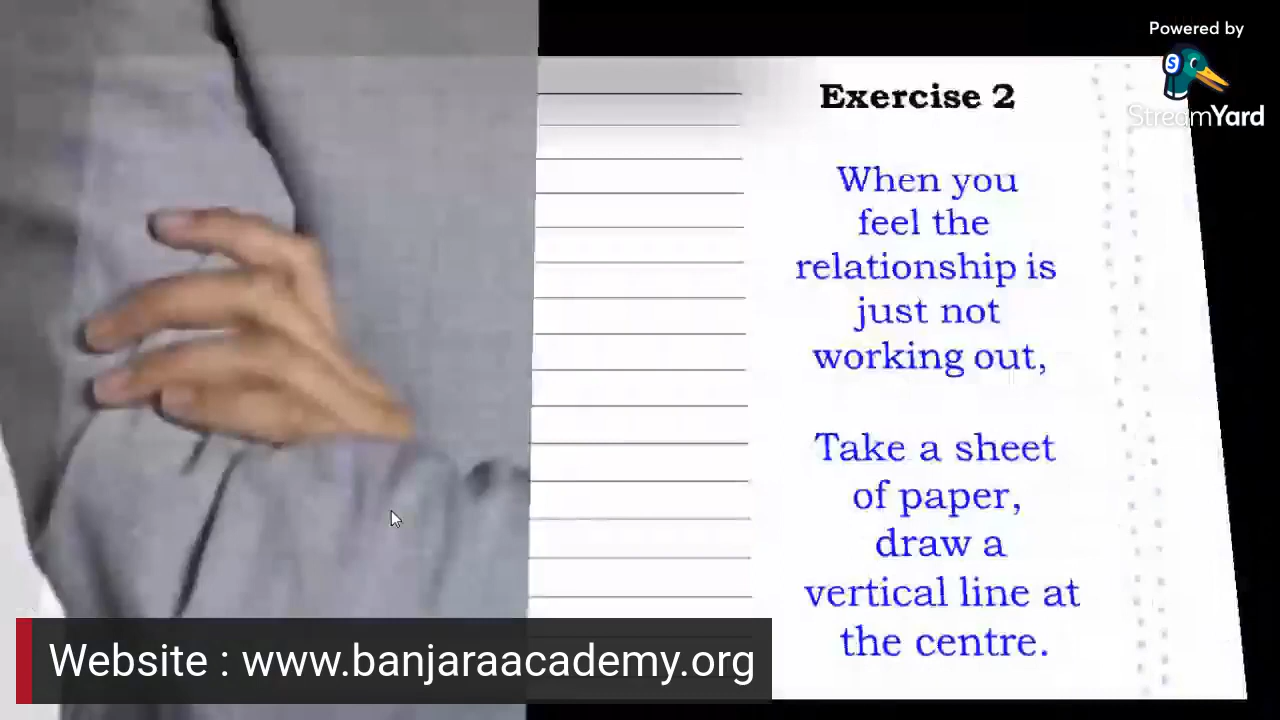 Powered by
StreamYard
Exercise 2
When you
feel the
relationship is
just not
working out,
Take a sheet
of paper,
draw a
vertical line at
the centre.
Website : www.banjaraacademy.org